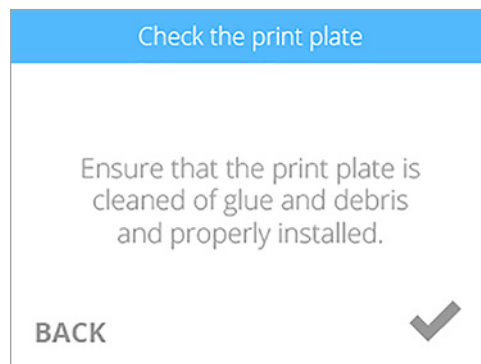 Check the print plate
Ensure that the print plate is
cleaned of glue and debris
and properly installed.
BACK